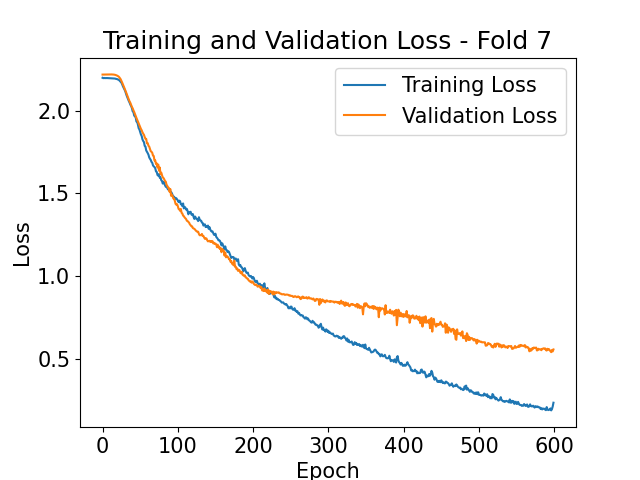 Training and Validation Loss - Fold 7
Training Loss
Validation Loss
2.0
1.5
1.0
0.5
Loss
0 100 200 300 400 500 600
Epoch